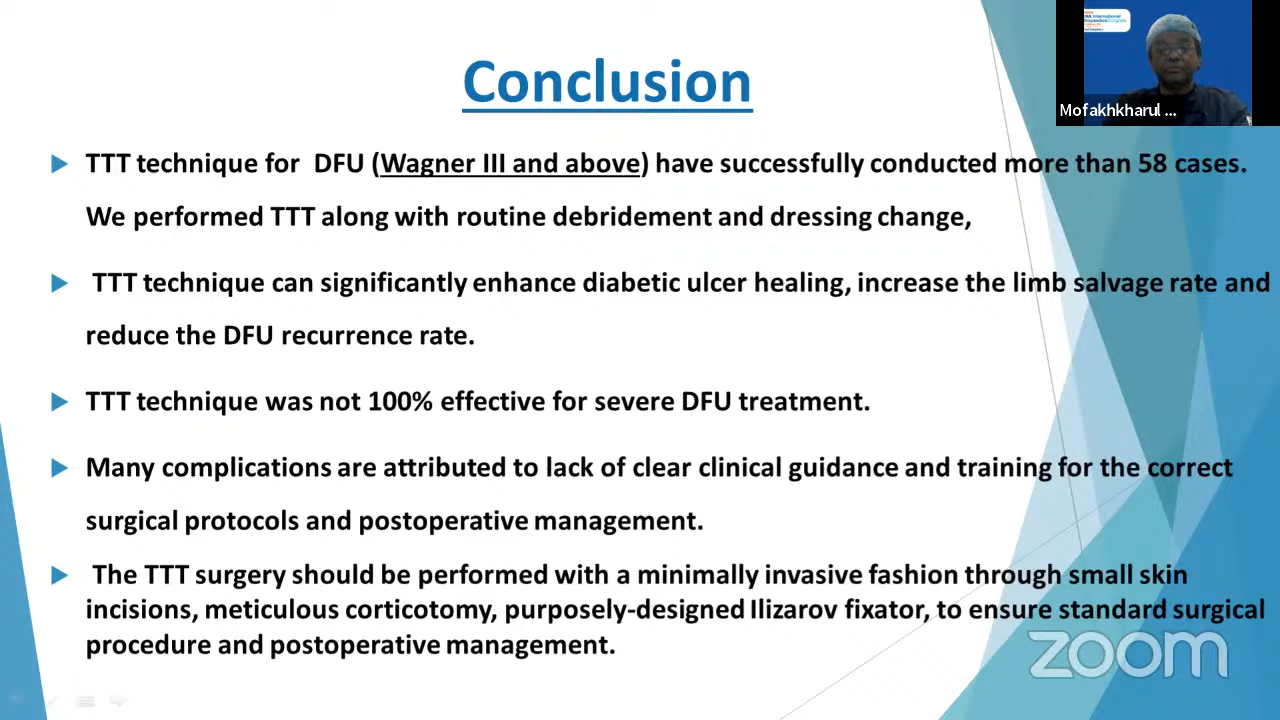 Conclusion
TTT technique for DFU (Wagner III and above) have successfully conducted more than 58 cases.
We performed TTT along with routine debridement and dressing change,
TTT technique can significantly enhance diabetic ulcer healing, increase the limb salvage rate and
reduce the DFU recurrence rate.
TTT technique was not 100% effective for severe DFU treatment.
Many complications are attributed to lack of clear clinical guidance and training for the correct
surgical protocols and postoperative management.
The TTT surgery should be performed with a minimally invasive fashion through small skin
incisions, meticulous corticotomy, purposely-designed Ilizarov fixator, to ensure standard surgical
procedure and postoperative management.
Mofakhkharul ...
International
zoom